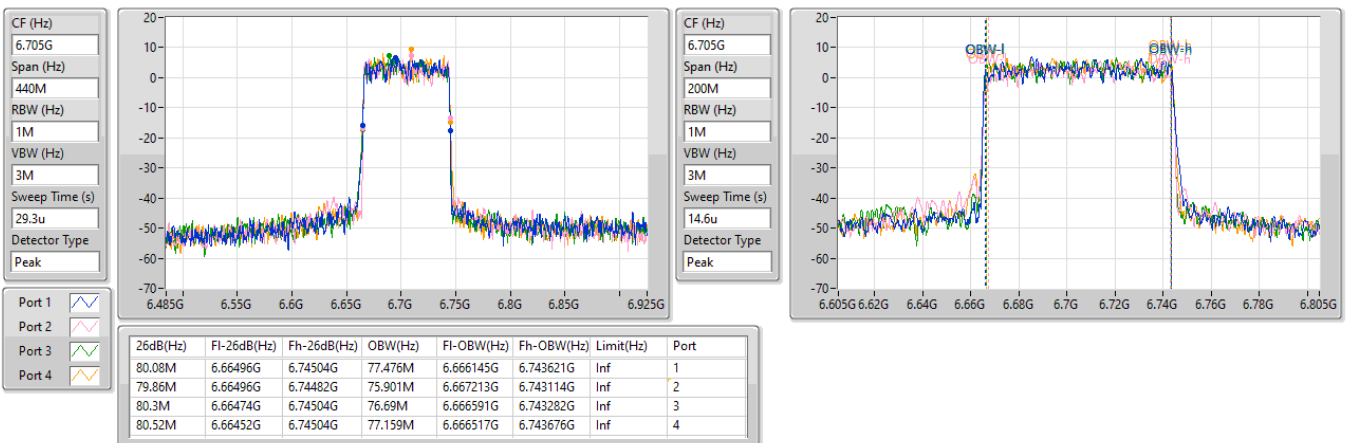 CF (Hz)
6.705G
Span (Hz)
440M
RBW (Hz)
1M
VBW (Hz)
3M
Sweep Time (s)
29.3u
Detector Type
Peak
20
10
0
-10
-20
-30
-40
-50
-60
-70
6.485G 6.55G 6.6G 6.65G 6.7G 6.75G 6.8G 6.85G 6.925G
CF (Hz)
6.705G
Span (Hz)
200M
RBW (Hz)
1M
VBW (Hz)
3M
Sweep Time (s)
14.6u
Detector Type
Peak
20
10
0
-10
-20
-30
-40
-50
-60
-70
OBW-l OBW-h
6.605G 6.62G 6.64G 6.66G 6.68G 6.7G 6.72G 6.74G 6.76G 6.78G 6.805G
Port 1
Port 2
Port 3
Port 4
26dB(Hz) Fl-26dB(Hz) Fh-26dB(Hz) OBW(Hz) Fl-OBW(Hz) Fh-OBW(Hz) Limit(Hz) Port
80.08M 6.66496G 6.74504G 77.476M 6.666145G 6.743621G Inf 1
79.86M 6.66496G 6.74482G 75.901M 6.667213G 6.743114G Inf 2
80.3M 6.66474G 6.74504G 76.69M 6.666591G 6.743282G Inf 3
80.52M 6.66452G 6.74504G 77.159M 6.666517G 6.743676G Inf 4